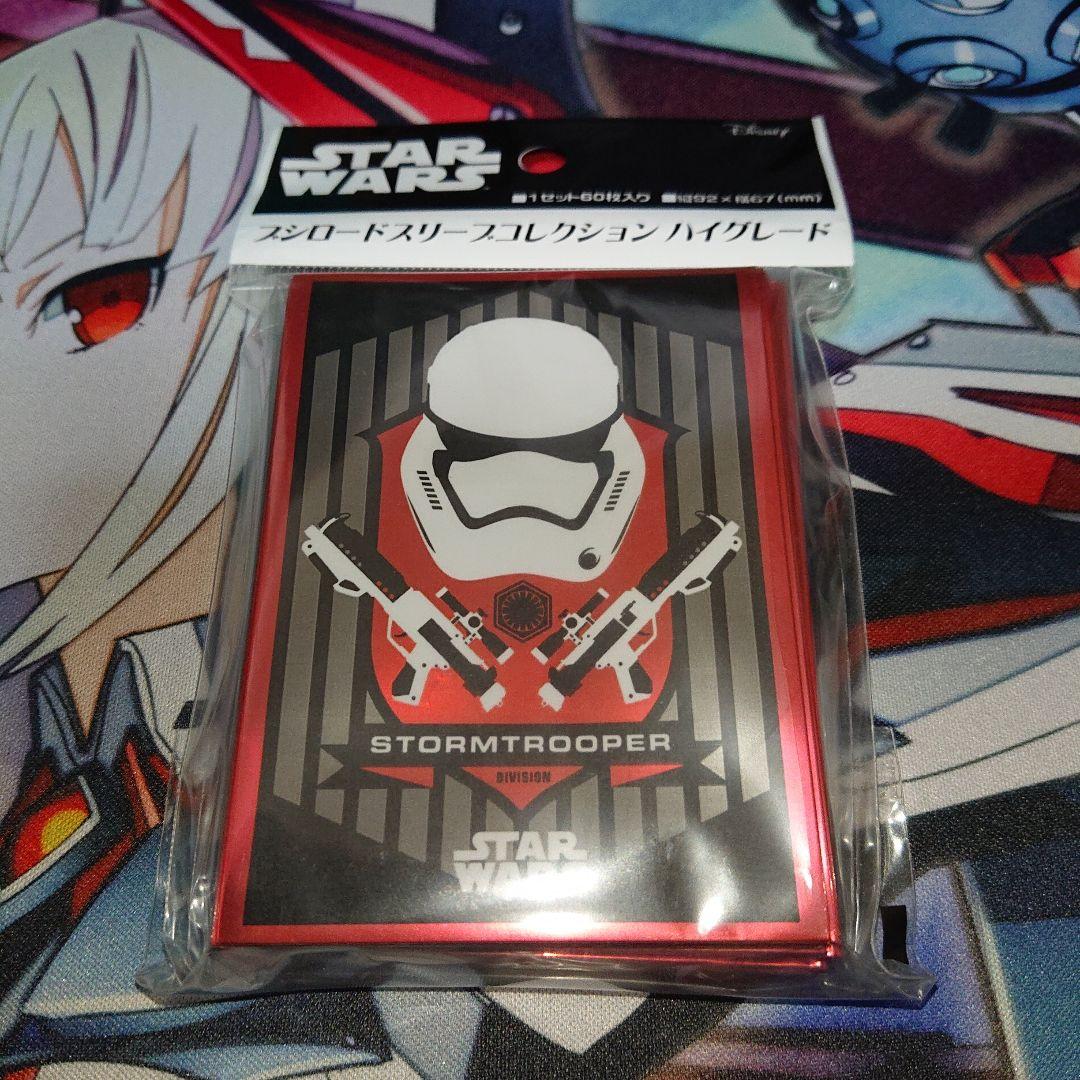 STAR WARS
Disney
■1セット60枚入り ■縦92×横67(mm)
ブシロードスリーブコレクション ハイグレード
STORMTROOPER
DIVISION
STAR
WARS